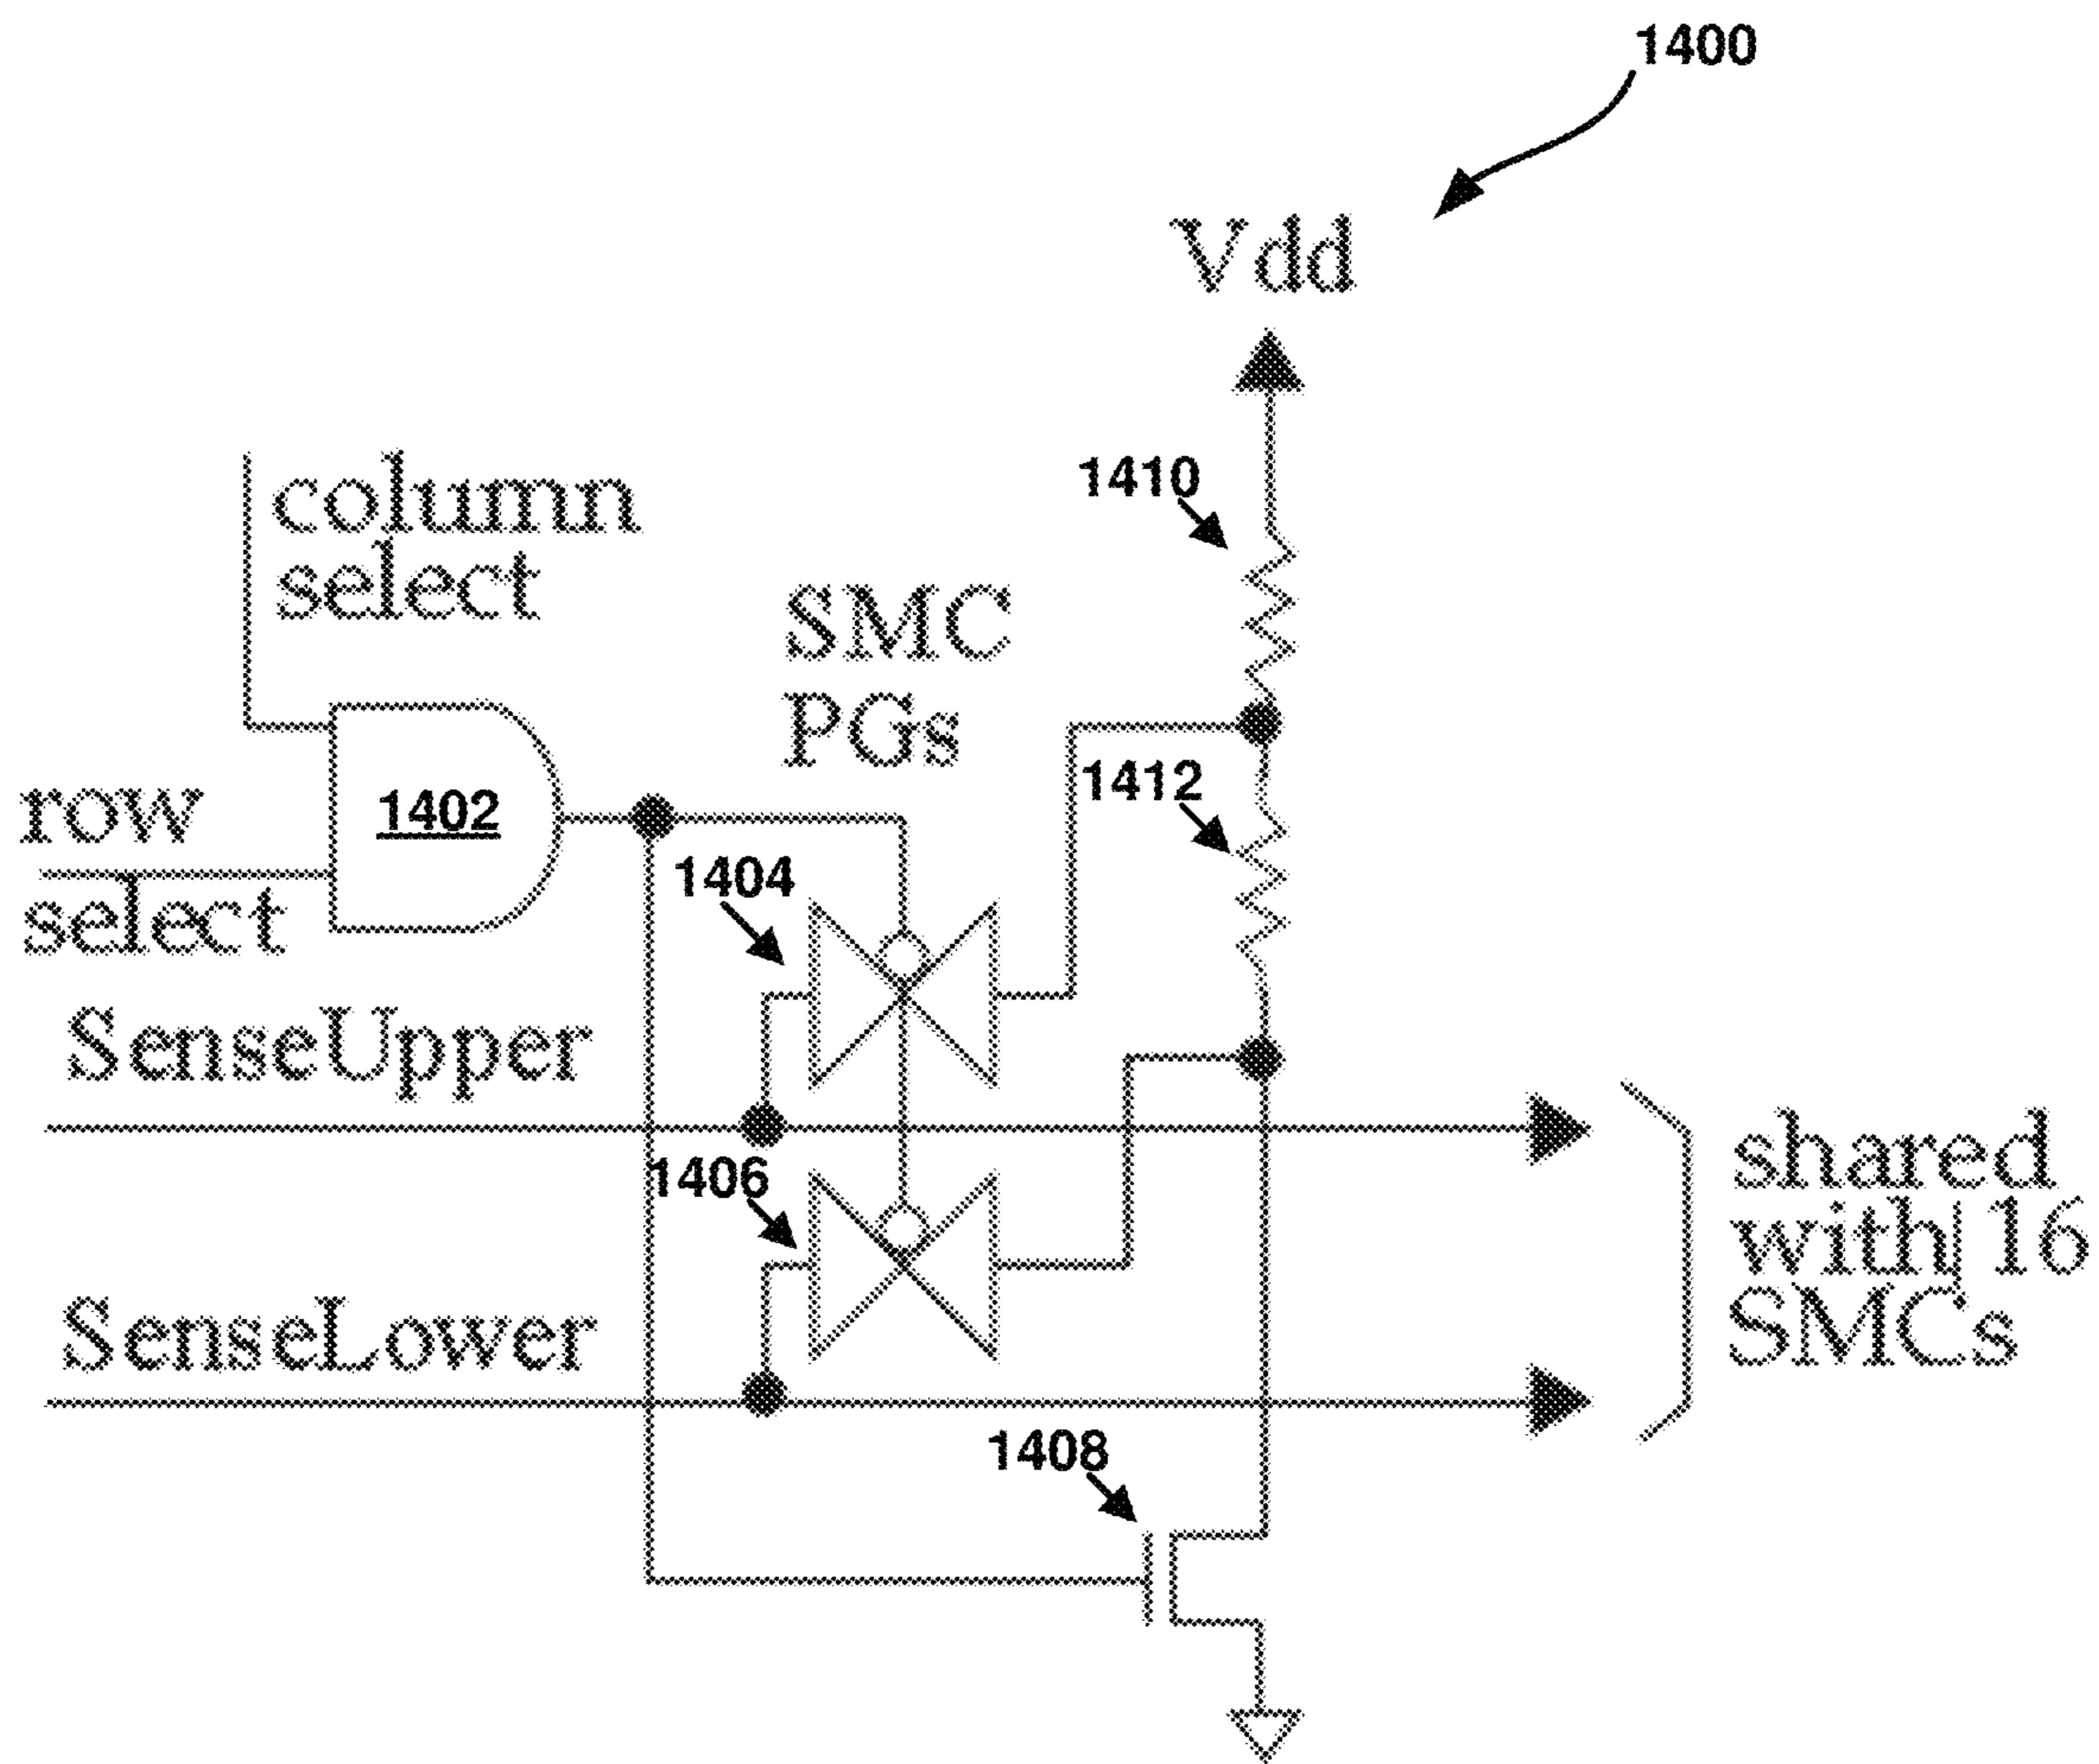 1400
Vdd
1410
column
select
SMC
PGs
1412
row
select
1402
1404
SenseUpper
1406
shared
with 16
SMCs
SenseLower
1408